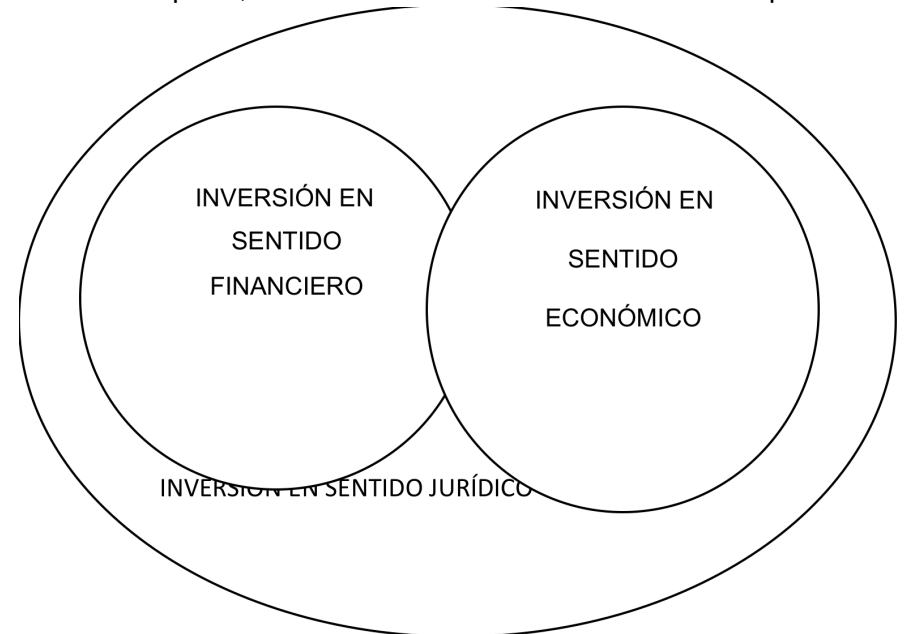 INVERSIÓN EN
SENTIDO
FINANCIERO
INVERSIÓN EN
SENTIDO
ECONÓMICO
INVERSIÓN EN SENTIDO JURÍDICO